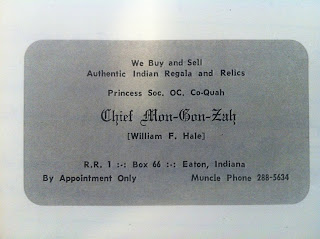 We Buy and Sell
Authentic Indian Regala and Relics
Princess Soc. OC. Co-Quah
Chief Mon-Gon-Zah
[William F. Hale]
R.R. 1 :-: Box 66 :-: Eaton, Indiana
By Appointment Only Muncie Phone 288-5634